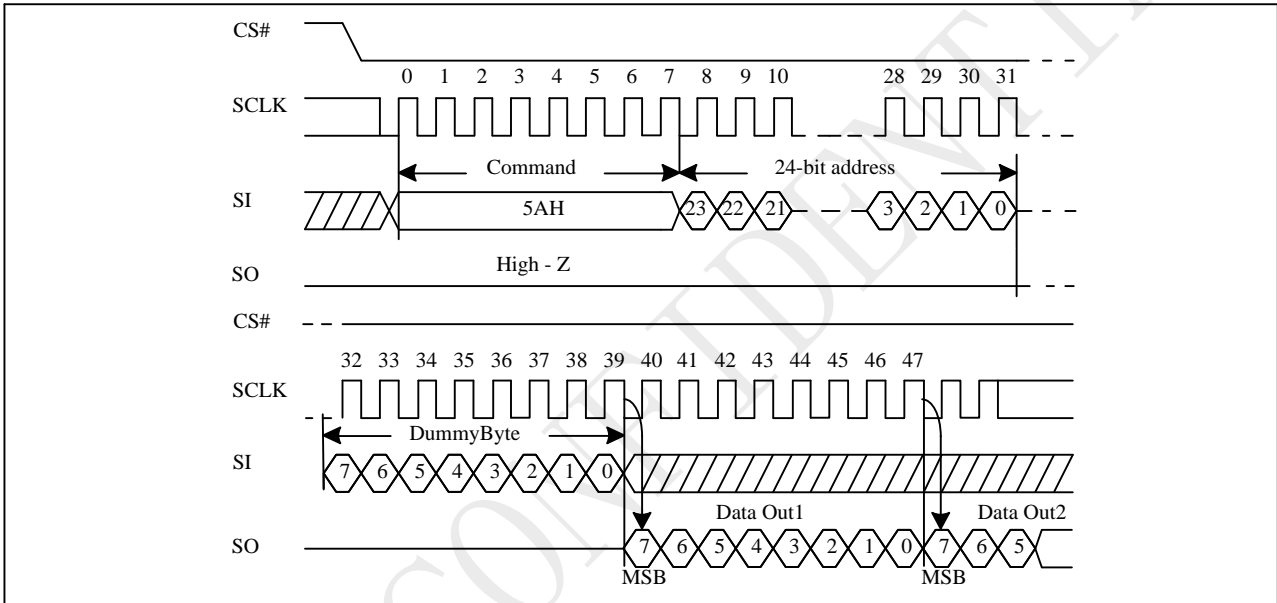 CS#
0 1 2 3 4 5 6 7 8 9 10 28 29 30 31
SCLK
Command 24-bit address
SI
5AH 23 22 21 3 2 1 0
High - Z
SO
CS#
32 33 34 35 36 37 38 39 40 41 42 43 44 45 46 47
SCLK
DummyByte
SI
7 6 5 4 3 2 1 0
Data Out1 Data Out2
SO
7 6 5 4 3 2 1 0 7 6 5
MSB MSB
CONFIDENTI